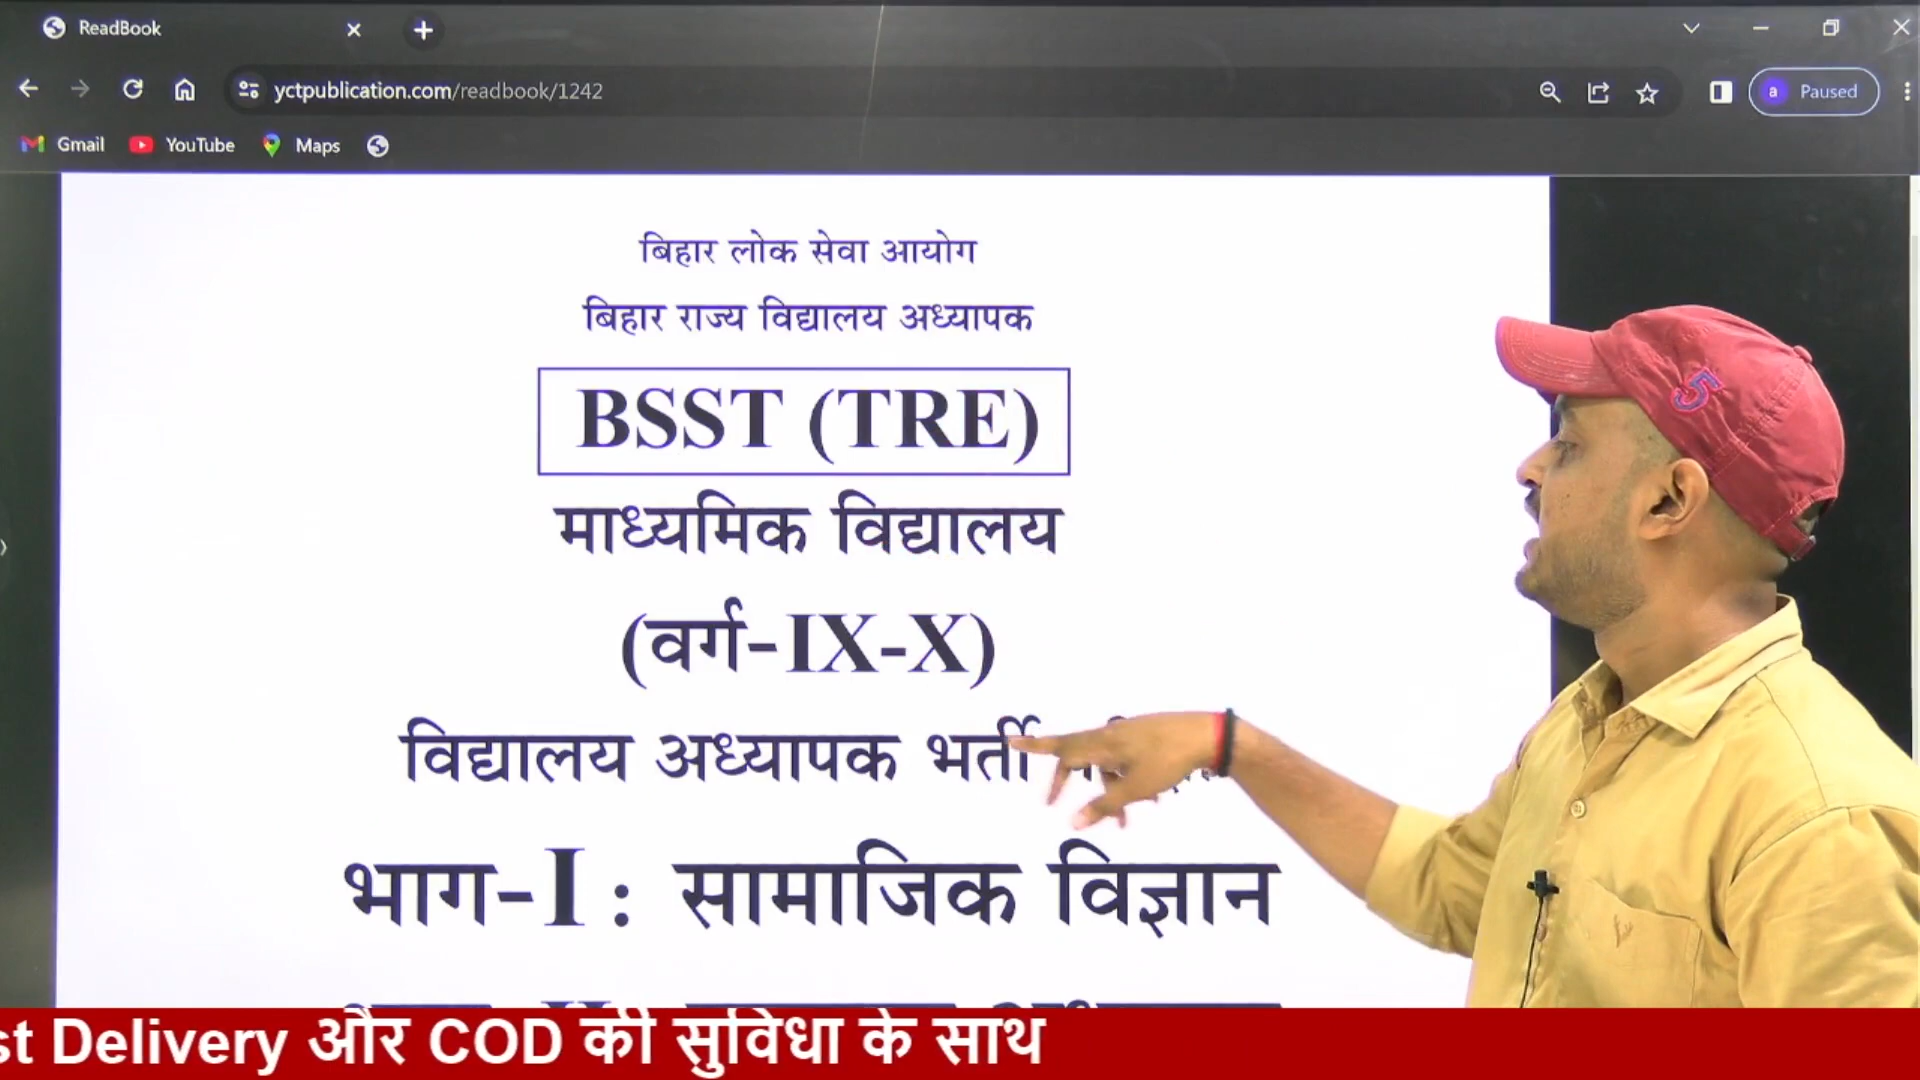 ReadBook
yctpublication.com/readbook/1242
Paused
Gmail YouTube Maps
बिहार लोक सेवा आयोग
बिहार राज्य विद्यालय अध्यापक
BSST (TRE)
माध्यमिक विद्यालय
(वर्ग-IX-X)
विद्यालय अध्यापक भर्ती
भाग-I : सामाजिक विज्ञान
5
st Delivery और COD की सुविधा के साथ